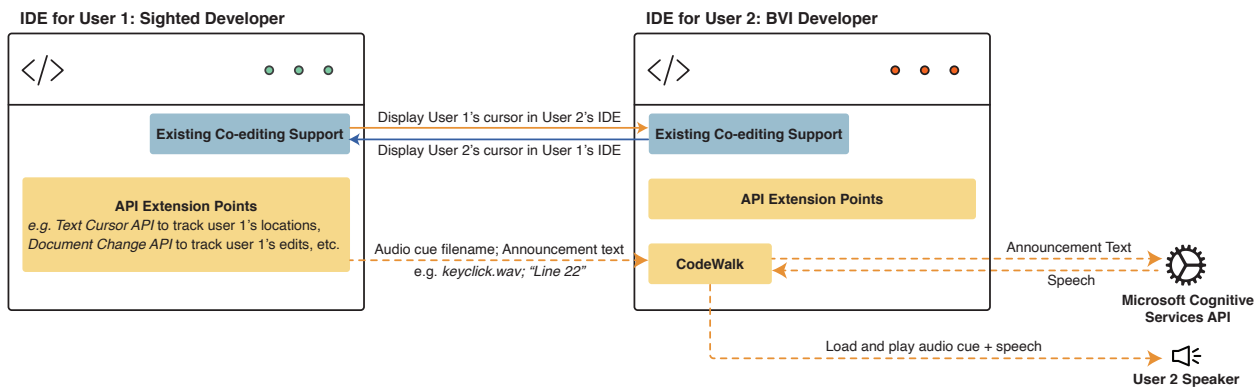 IDE for User 1: Sighted Developer
IDE for User 2: BVI Developer
</>
</>
Existing Co-editing Support
Display User 1's cursor in User 2's IDE
Display User 2's cursor in User 1's IDE
Existing Co-editing Support
API Extension Points
e.g. Text Cursor API to track user 1's locations,
Document Change API to track user 1's edits, etc.
API Extension Points
Audio cue filename; Announcement text
e.g. keyclick.wav; “Line 22”
CodeWalk
Announcement Text
Speech
Microsoft Cognitive
Services API
Load and play audio cue + speech
User 2 Speaker